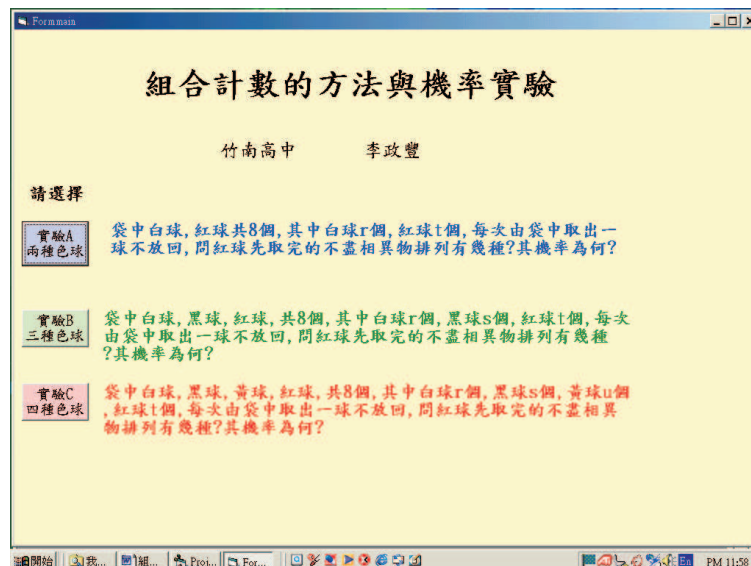 Form main
組合計數的方法與機率實驗
竹南高中 李政豐
請選擇
實驗A
兩種色球
袋中白球,紅球共8個,其中白球r個,紅球t個,每次由袋中取出一
球不放回,問紅球先取完的不盡相異物排列有幾種?其機率為何?
實驗B
三種色球
袋中白球,黑球,紅球,共8個,其中白球r個,黑球s個,紅球t個,每次
由袋中取出一球不放回,問紅球先取完的不盡相異物排列有幾種
?其機率為何?
實驗C
四種色球
袋中白球,黑球,黃球,紅球,共8個,其中白球r個,黑球s個,黃球u個
,紅球t個,每次由袋中取出一球不放回,問紅球先取完的不盡相異
物排列有幾種?其機率為何?
開始 我... 組... Proj... For... En PM 11:58